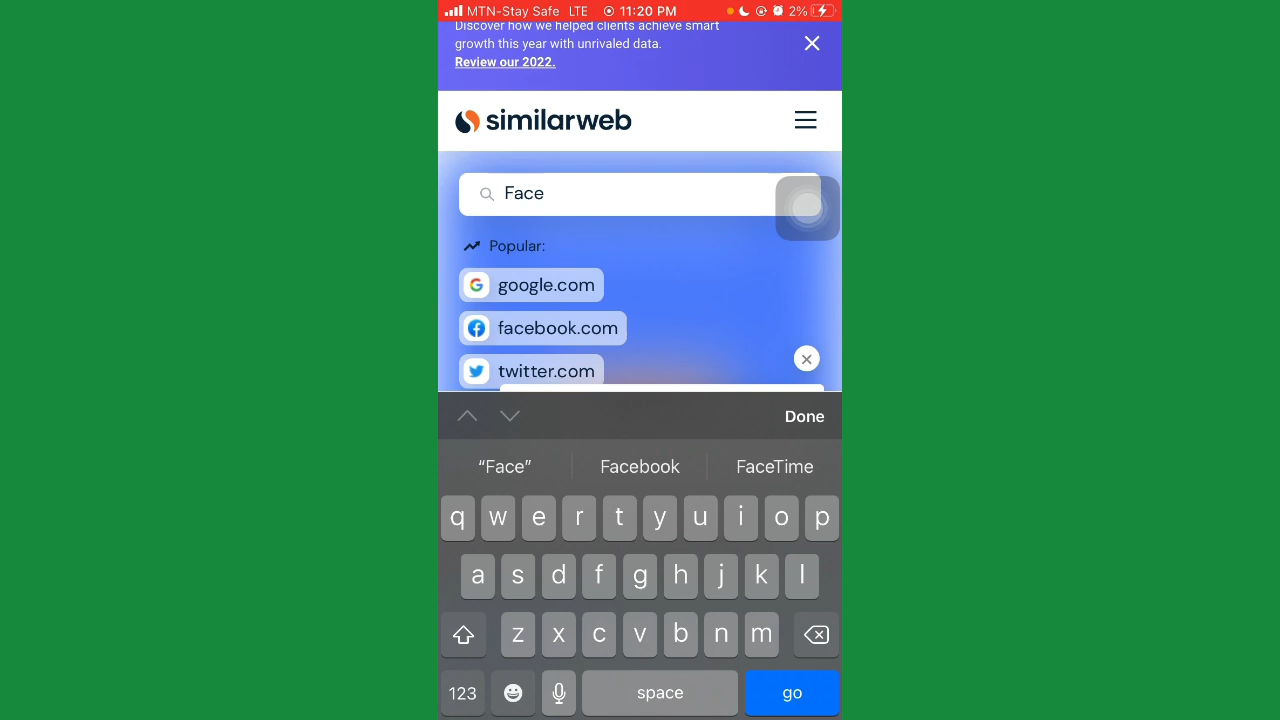 MTN-Stay Safe LTE 11:20 PM 2%
Discover how we helped clients achieve smart
growth this year with unrivaled data.
Review our 2022.
similarweb
Face
Popular:
google.com
facebook.com
twitter.com
Done
“Face” Facebook FaceTime
q w e r t y u i o p
a s d f g h j k l
z x c v b n m
123 space go